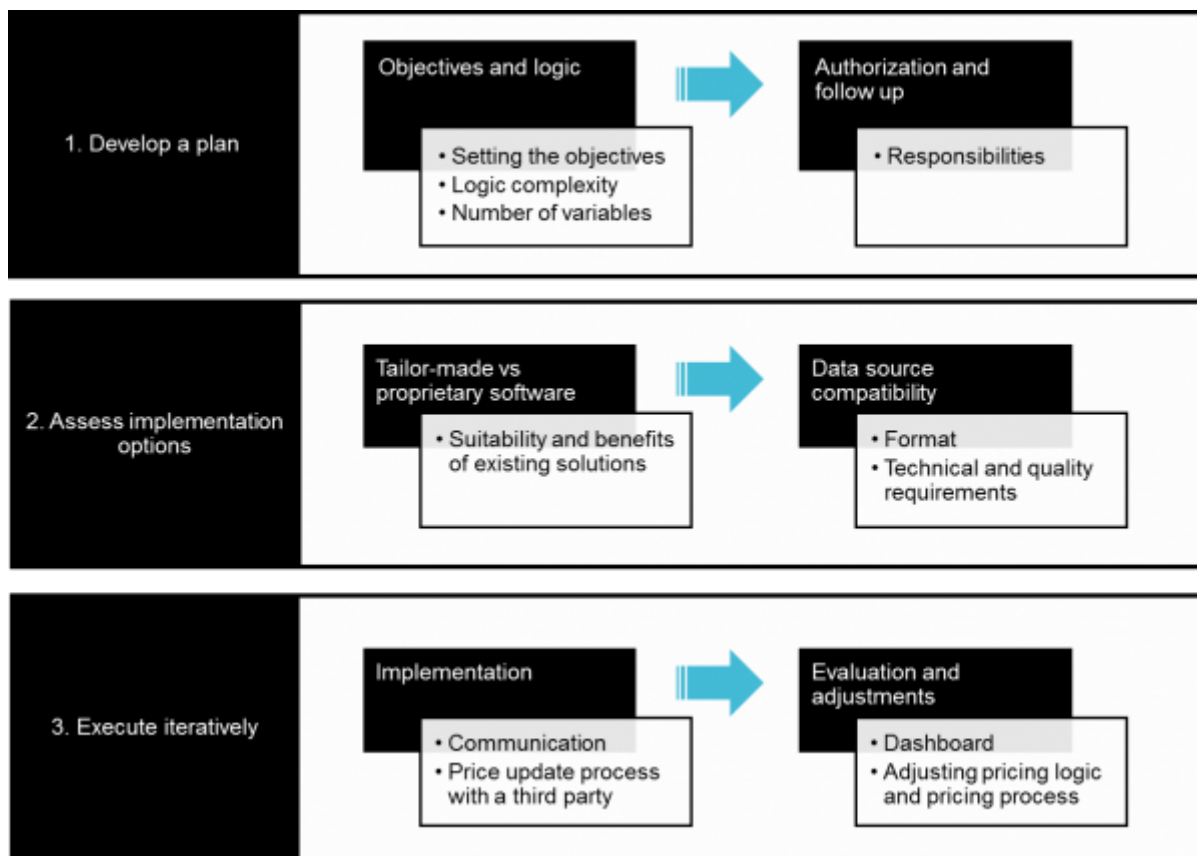 1. Develop a plan
Objectives and logic
• Setting the objectives
• Logic complexity
• Number of variables
Authorization and
follow up
• Responsibilities
2. Assess implementation
options
Tailor-made vs
proprietary software
• Suitability and benefits
of existing solutions
Data source
compatibility
• Format
• Technical and quality
requirements
3. Execute iteratively
Implementation
• Communication
• Price update process
with a third party
Evaluation and
adjustments
• Dashboard
• Adjusting pricing logic
and pricing process